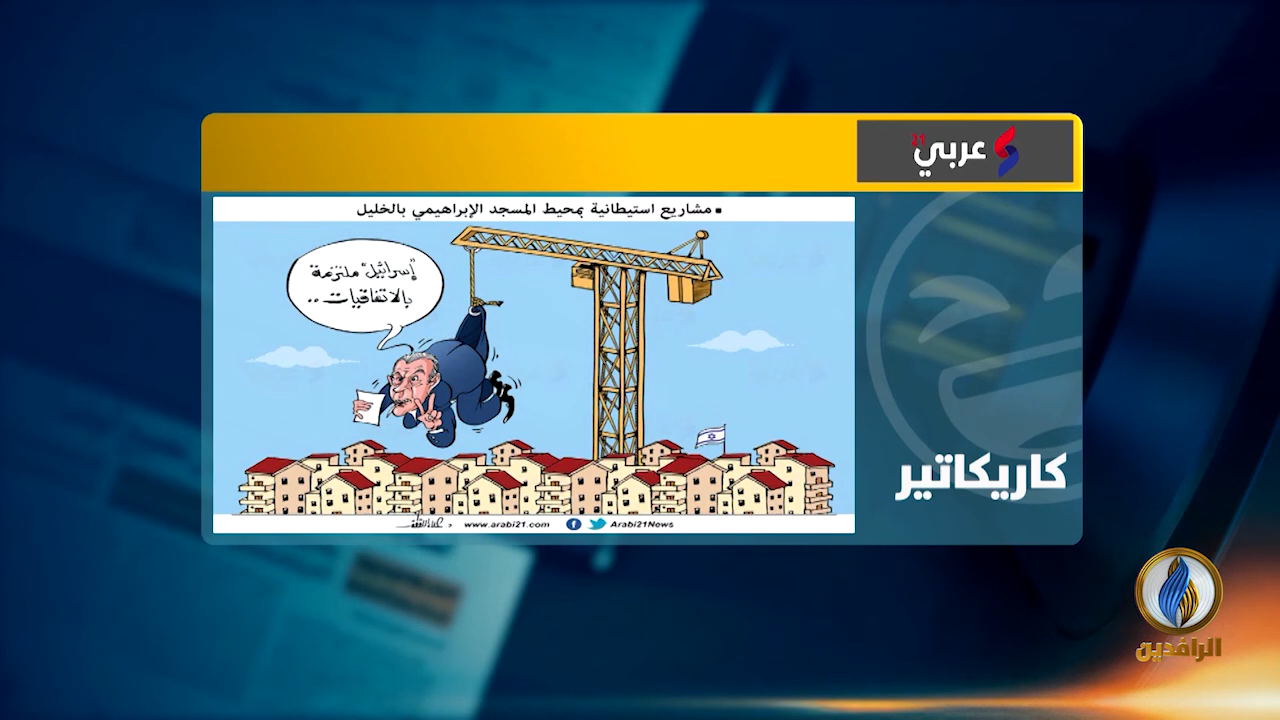 عربي21
▪ مشاريع استيطانية بمحيط المسجد الإبراهيمي بالخليل
"إسرائيل" ملتزمة
بالاتفاقيات..
كاريكاتير
www.arabi21.com
Arabi21News
الرافدين